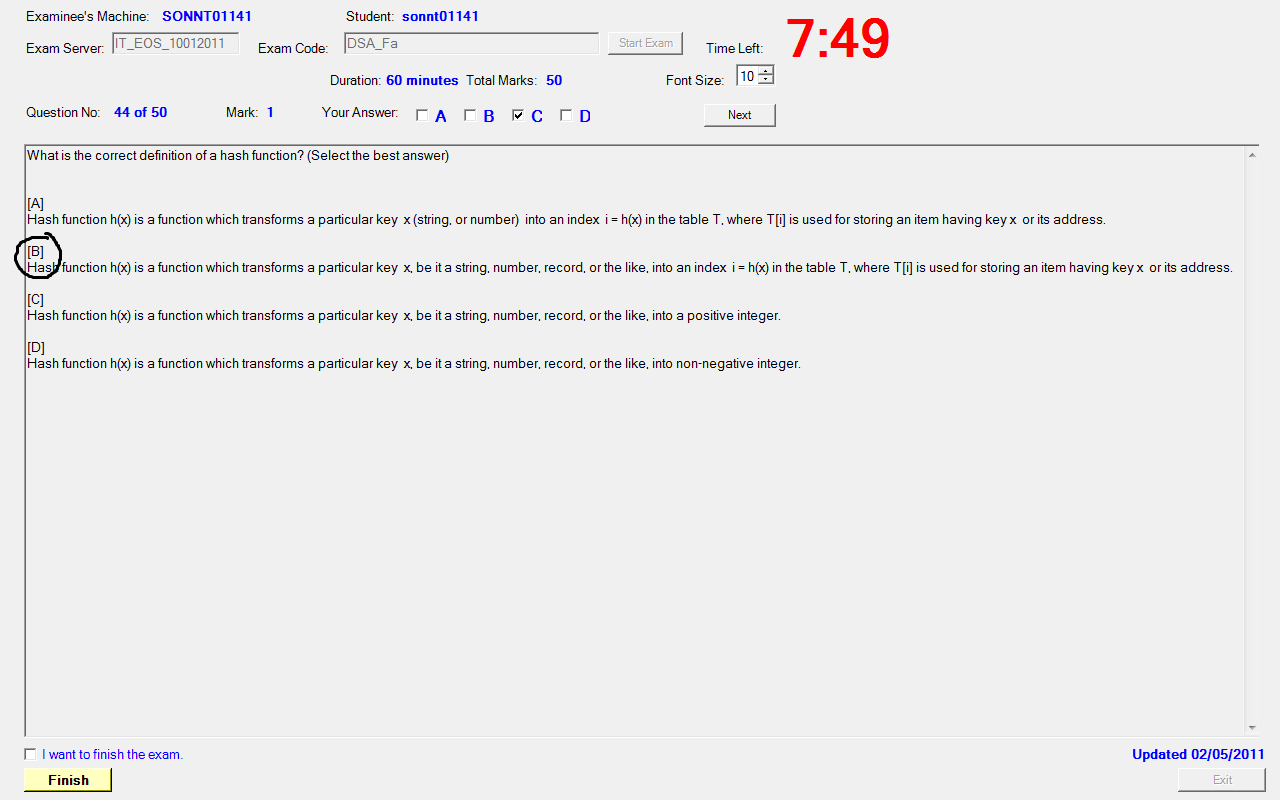 Examinee's Machine: SONNT01141 Student: sonnt01141
Exam Server: IT_EOS_10012011 Exam Code: DSA_Fa Start Exam Time Left: 7:49
Duration: 60 minutes Total Marks: 50 Font Size: 10
Question No: 44 of 50 Mark: 1 Your Answer: A B C D Next
What is the correct definition of a hash function? (Select the best answer)
[A]
Hash function h(x) is a function which transforms a particular key x (string, or number) into an index i = h(x) in the table T, where T[i] is used for storing an item having key x or its address.
[B]
Hash function h(x) is a function which transforms a particular key x, be it a string, number, record, or the like, into an index i = h(x) in the table T, where T[i] is used for storing an item having key x or its address.
[C]
Hash function h(x) is a function which transforms a particular key x, be it a string, number, record, or the like, into a positive integer.
[D]
Hash function h(x) is a function which transforms a particular key x, be it a string, number, record, or the like, into non-negative integer.
I want to finish the exam. Updated 02/05/2011
Finish Exit